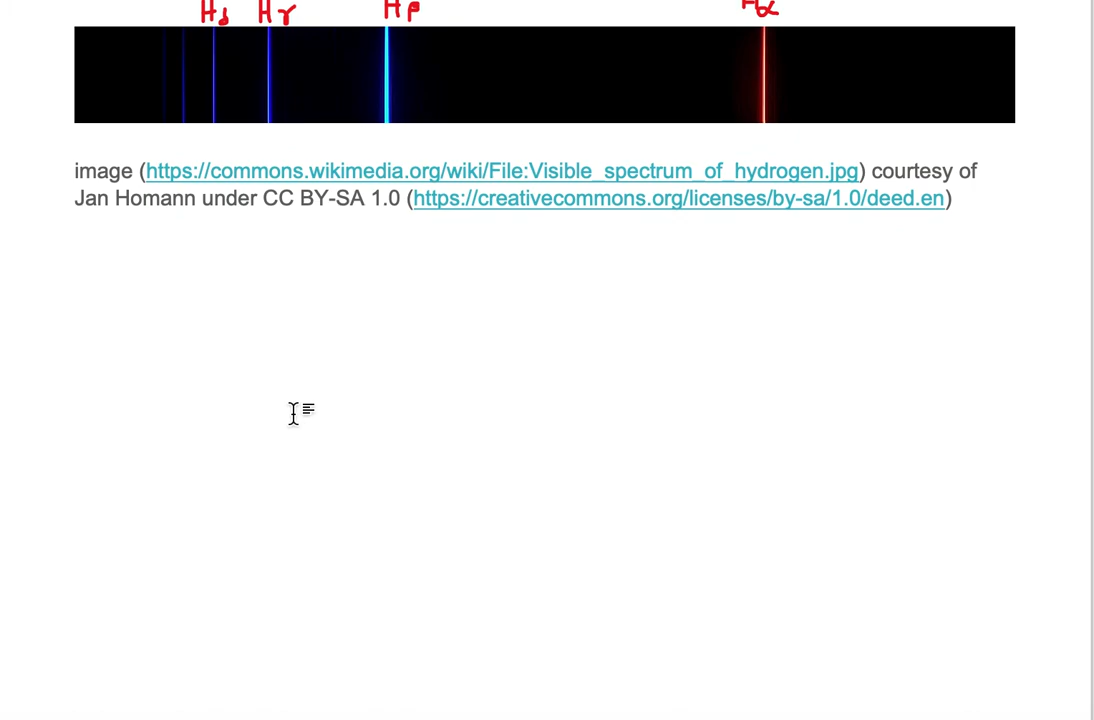 Hδ Hγ Hβ Hα
image (https://commons.wikimedia.org/wiki/File:Visible_spectrum_of_hydrogen.jpg) courtesy of
Jan Homann under CC BY-SA 1.0 (https://creativecommons.org/licenses/by-sa/1.0/deed.en)